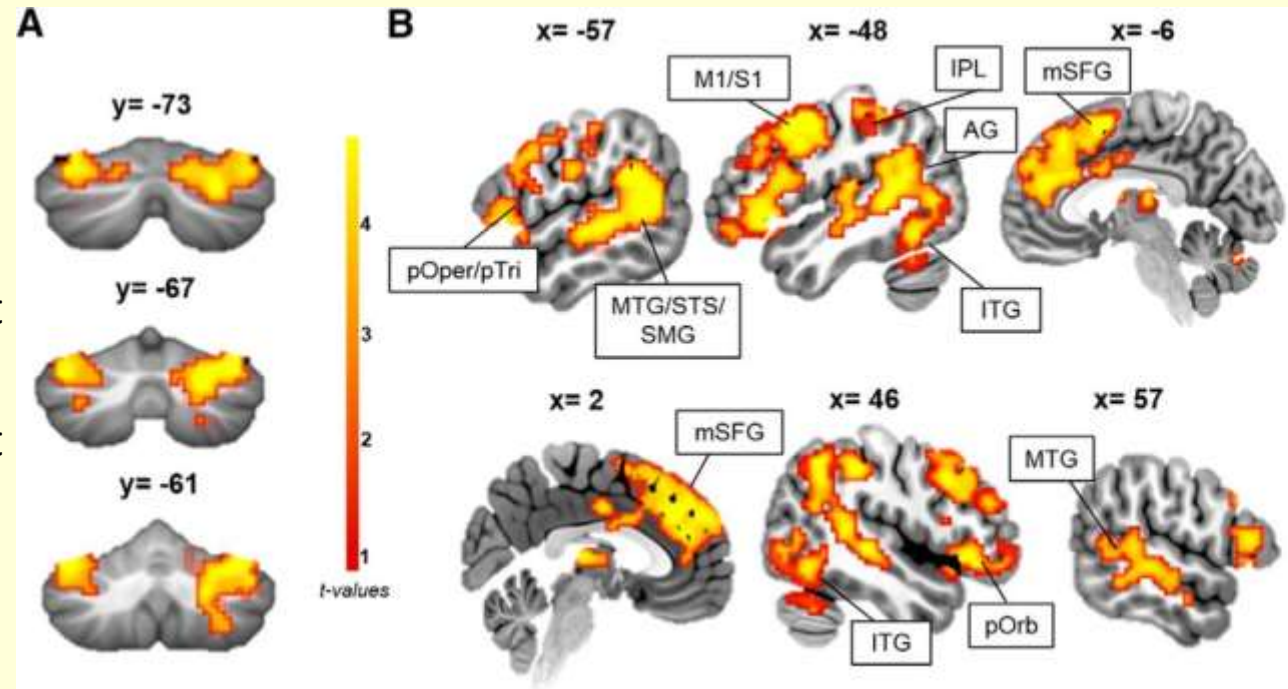 A
y= -73
y= -67
y= -61
4
3
2
1
t-values
B
x= -57
x= -48
x= -6
M1/S1
IPL
mSFG
AG
pOper/pTri
MTG/STS/
SMG
ITG
x= 2
x= 46
x= 57
mSFG
MTG
ITG
pOrb